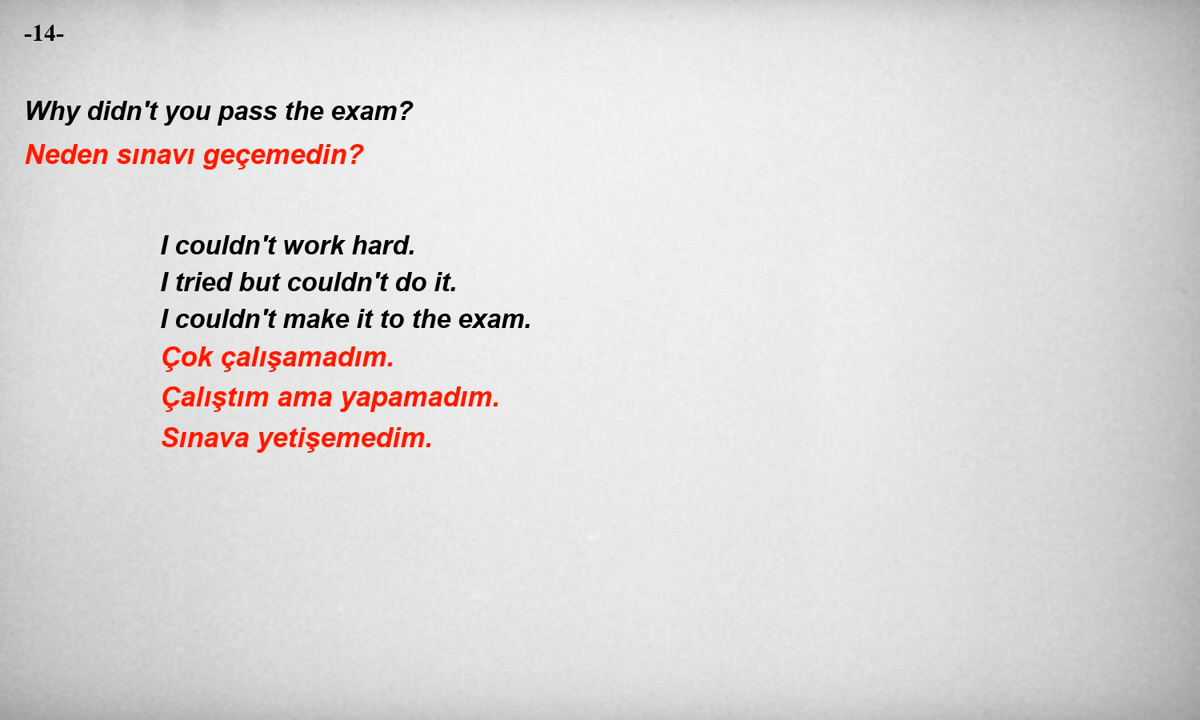 -14-
Why didn't you pass the exam?
Neden sınavı geçemedin?
I couldn't work hard.
I tried but couldn't do it.
I couldn't make it to the exam.
Çok çalışamadım.
Çalıştım ama yapamadım.
Sınava yetişemedim.